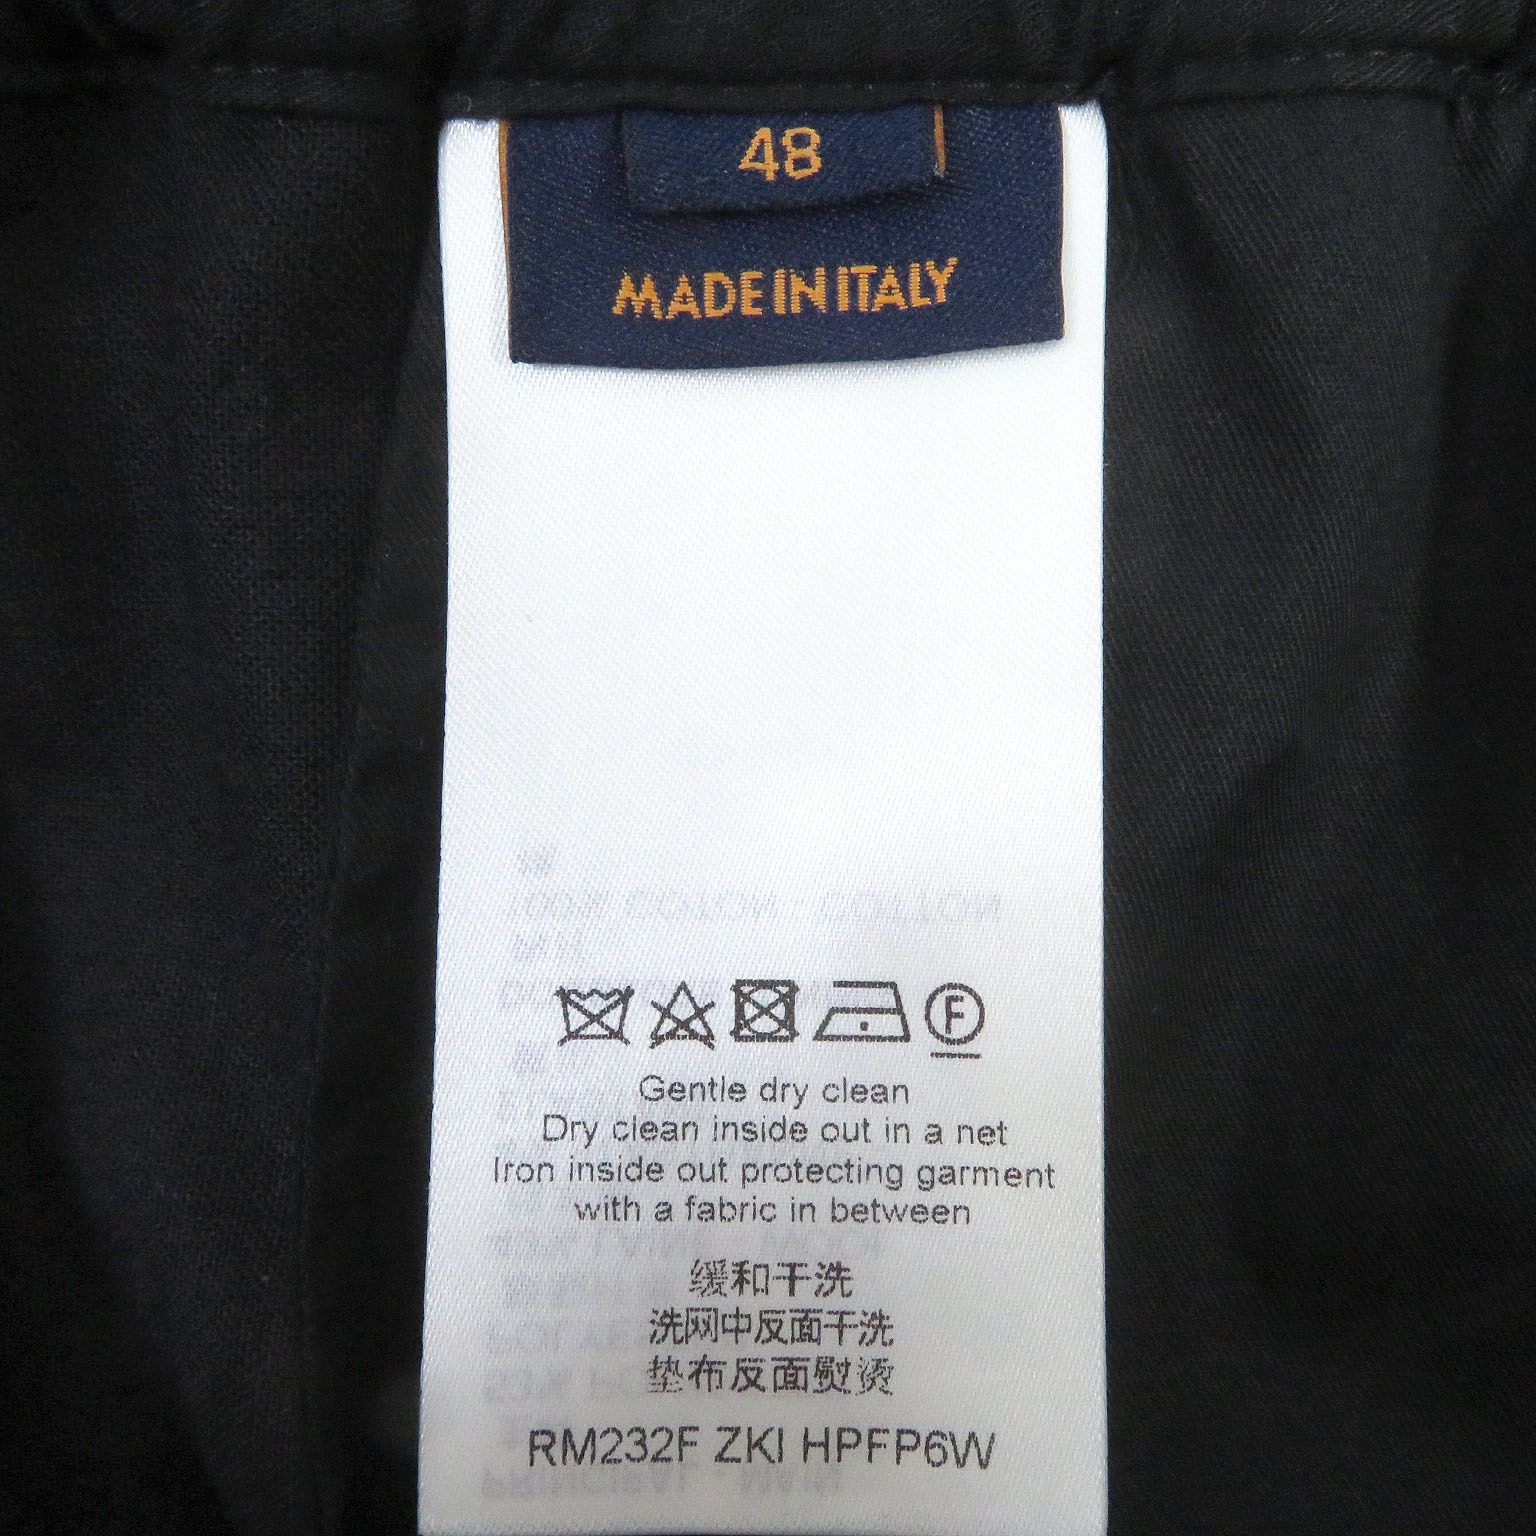 48
MADE IN ITALY
F
Gentle dry clean
Dry clean inside out in a net
Iron inside out protecting garment
with a fabric in between
缓和干洗
洗网中反面干洗
垫布反面熨烫
RM232F ZKI HPFP6W